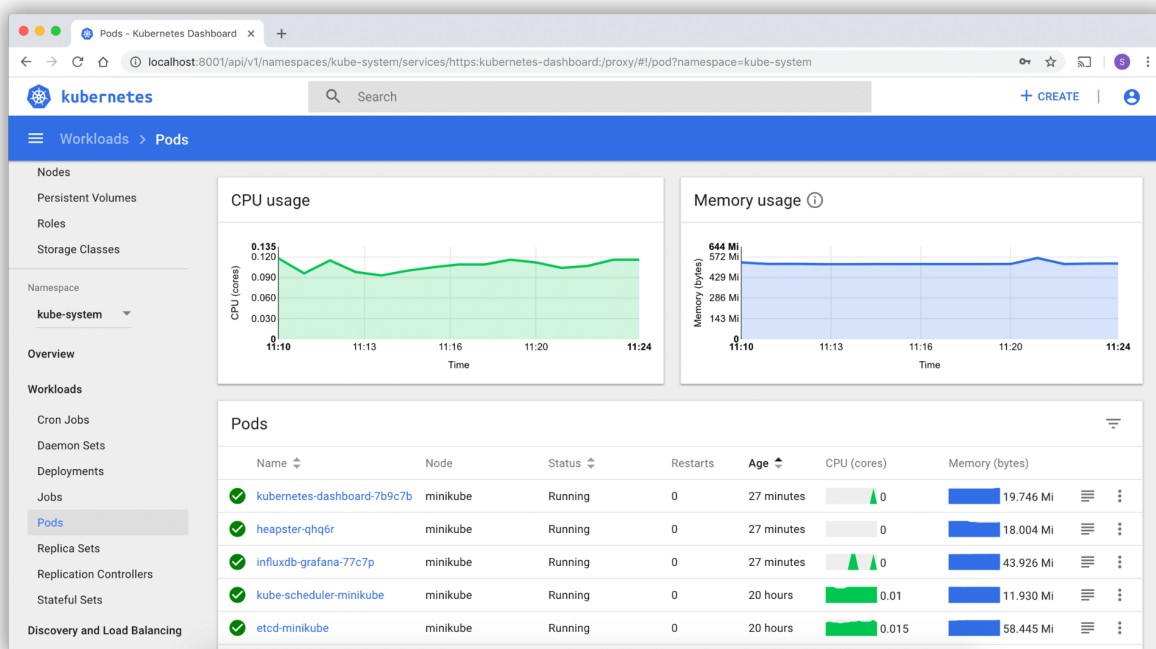 Pods - Kubernetes Dashboard
localhost:8001/api/v1/namespaces/kube-system/services/https:kubernetes-dashboard:/proxy/#!/pod?namespace=kube-system
S
kubernetes
Search
+ CREATE
Workloads > Pods
Nodes
Persistent Volumes
Roles
Storage Classes
Namespace
kube-system
Overview
Workloads
Cron Jobs
Daemon Sets
Deployments
Jobs
Pods
Replica Sets
Replication Controllers
Stateful Sets
Discovery and Load Balancing
CPU usage
CPU (cores)
0.135
0.120
0.090
0.060
0.030
0
11:10 11:13 11:16 11:20 11:24
Time
Memory usage
Memory (bytes)
644 Mi
572 Mi
429 Mi
286 Mi
143 Mi
0
11:10 11:13 11:16 11:20 11:24
Time
Pods
Name Node Status Restarts Age CPU (cores) Memory (bytes)
kubernetes-dashboard-7b9c7b minikube Running 0 27 minutes 0 19.746 Mi
heapster-qhq6r minikube Running 0 27 minutes 0 18.004 Mi
influxdb-grafana-77c7p minikube Running 0 27 minutes 0 43.926 Mi
kube-scheduler-minikube minikube Running 0 20 hours 0.01 11.930 Mi
etcd-minikube minikube Running 0 20 hours 0.015 58.445 Mi